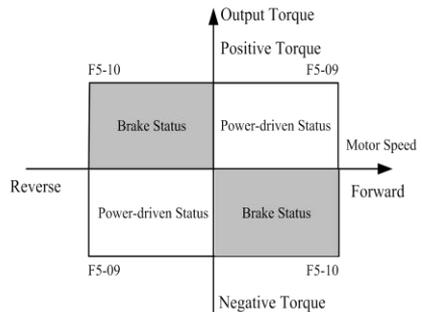 Output Torque
Positive Torque
F5-10
F5-09
Brake Status
Power-driven Status
Motor Speed
Reverse
Forward
Power-driven Status
Brake Status
F5-09
F5-10
Negative Torque